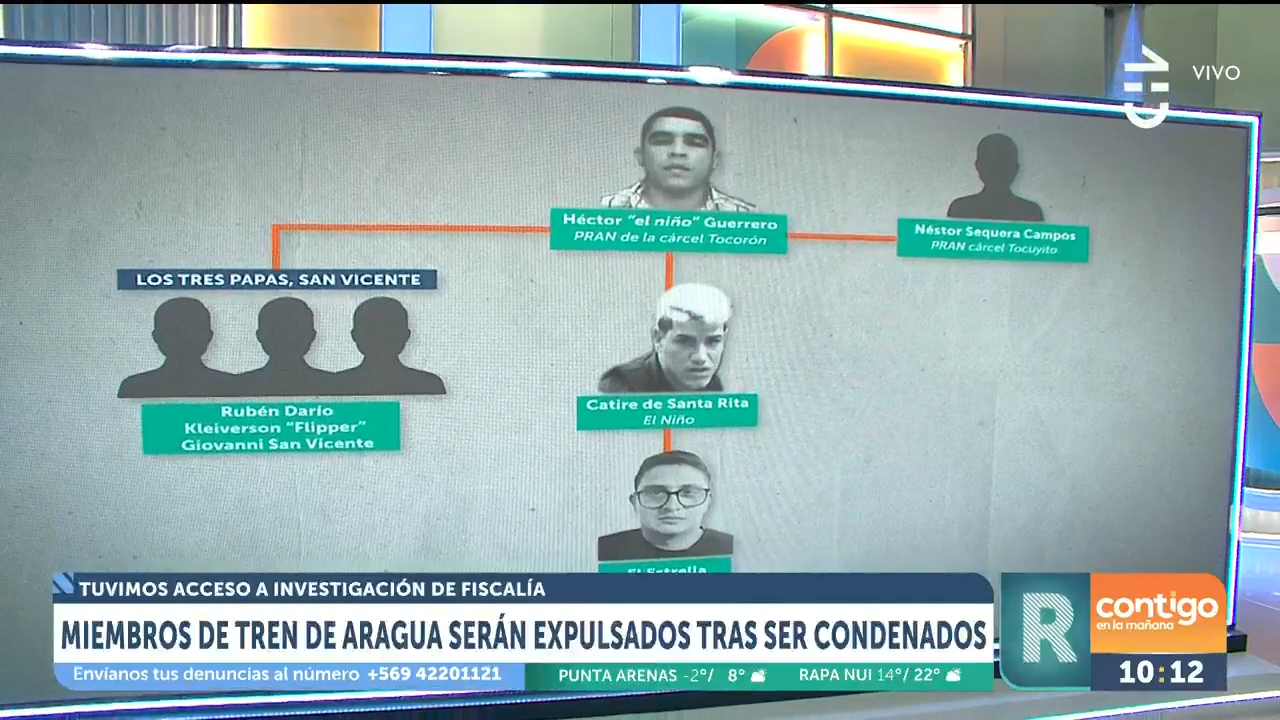 VIVO
Héctor "el niño" Guerrero
PRAN de la cárcel Tocorón
Néstor Sequera Campos
PRAN cárcel Tocuyito
LOS TRES PAPAS, SAN VICENTE
Rubén Darío
Kleiverson "Flipper"
Giovanni San Vicente
Catire de Santa Rita
El Niño
El Estrella
TUVIMOS ACCESO A INVESTIGACIÓN DE FISCALÍA
MIEMBROS DE TREN DE ARAGUA SERÁN EXPULSADOS TRAS SER CONDENADOS
Envíanos tus denuncias al número +569 42201121
PUNTA ARENAS -2°/ 8°
RAPA NUI 14°/ 22°
R
contigo
en la mañana
10:12